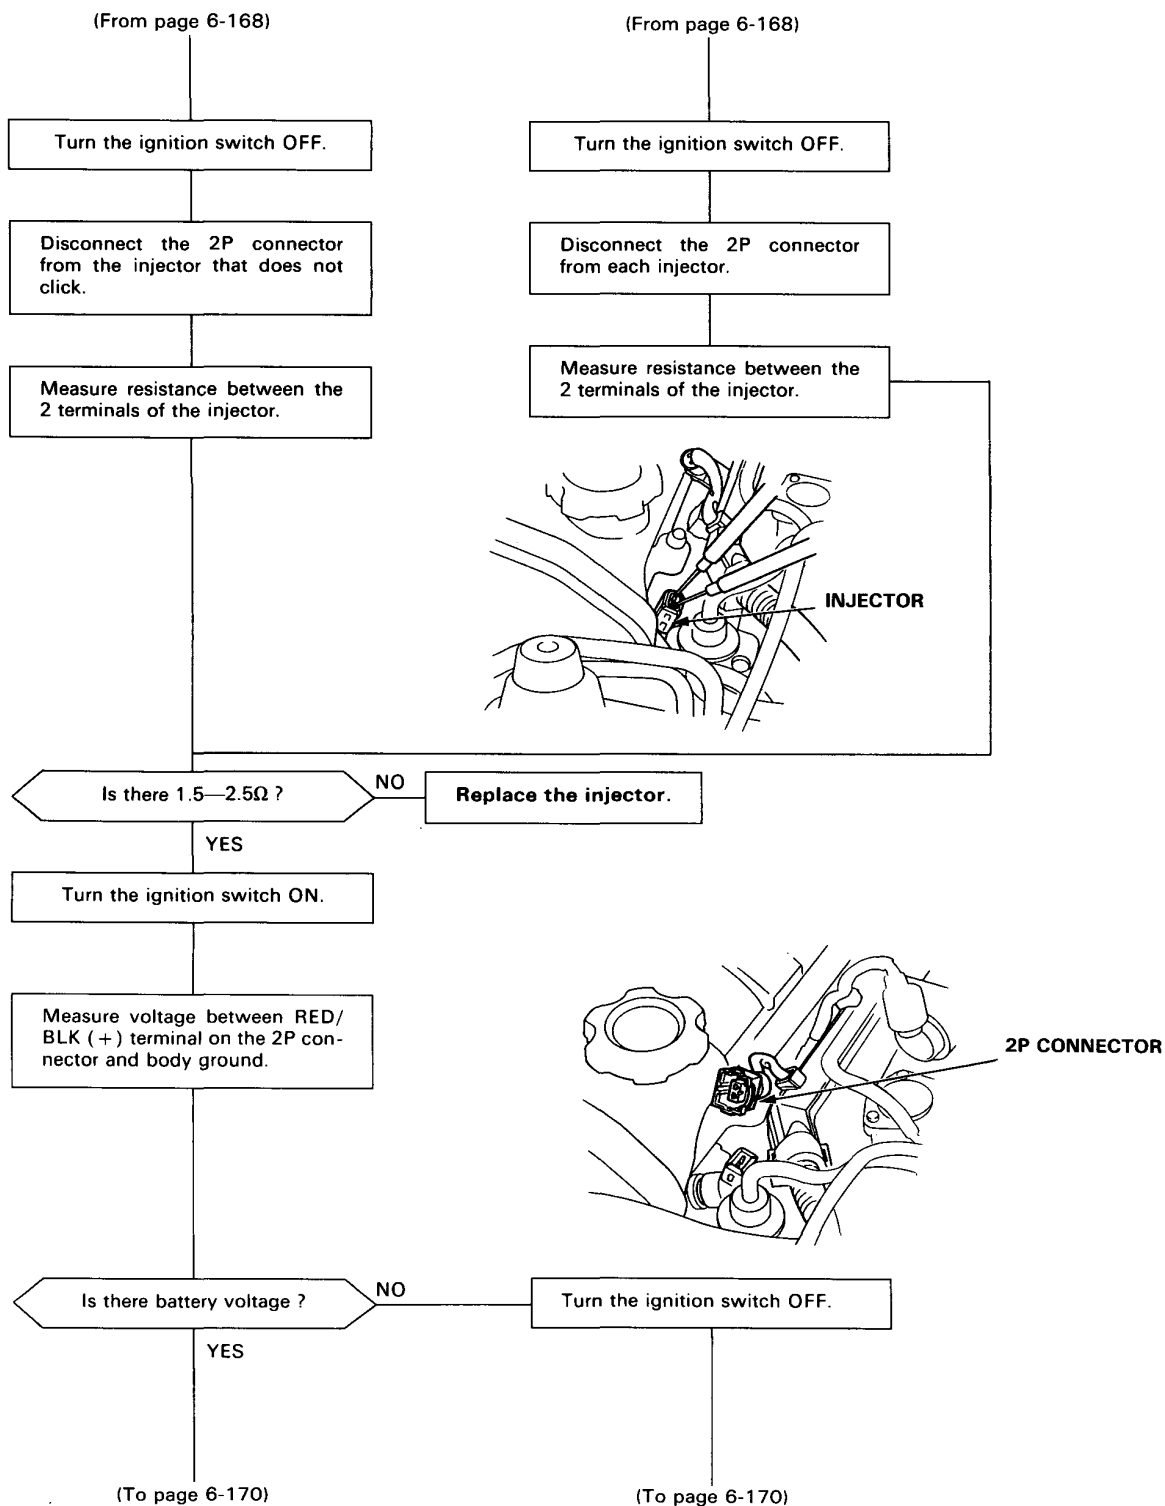 (From page 6-168)
(From page 6-168)
Turn the ignition switch OFF.
Turn the ignition switch OFF.
Disconnect the 2P connector
from the injector that does not
click.
Disconnect the 2P connector
from each injector.
Measure resistance between the
2 terminals of the injector.
Measure resistance between the
2 terminals of the injector.
INJECTOR
Is there 1.5—2.5Ω ?
NO
Replace the injector.
YES
Turn the ignition switch ON.
Measure voltage between RED/
BLK (+) terminal on the 2P con-
nector and body ground.
2P CONNECTOR
Is there battery voltage ?
NO
Turn the ignition switch OFF.
YES
(To page 6-170)
(To page 6-170)